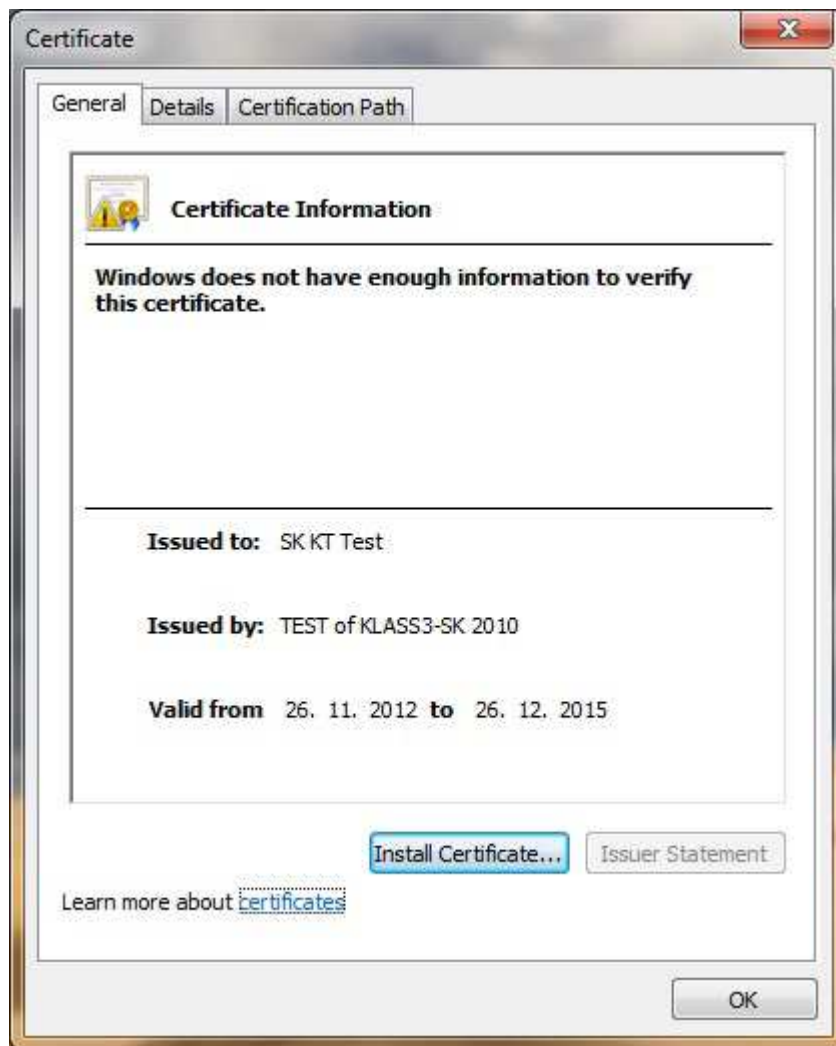 Certificate
General Details Certification Path
Certificate Information
Windows does not have enough information to verify
this certificate.
Issued to: SK KT Test
Issued by: TEST of KLASS3-SK 2010
Valid from 26. 11. 2012 to 26. 12. 2015
Install Certificate... Issuer Statement
Learn more about certificates
OK